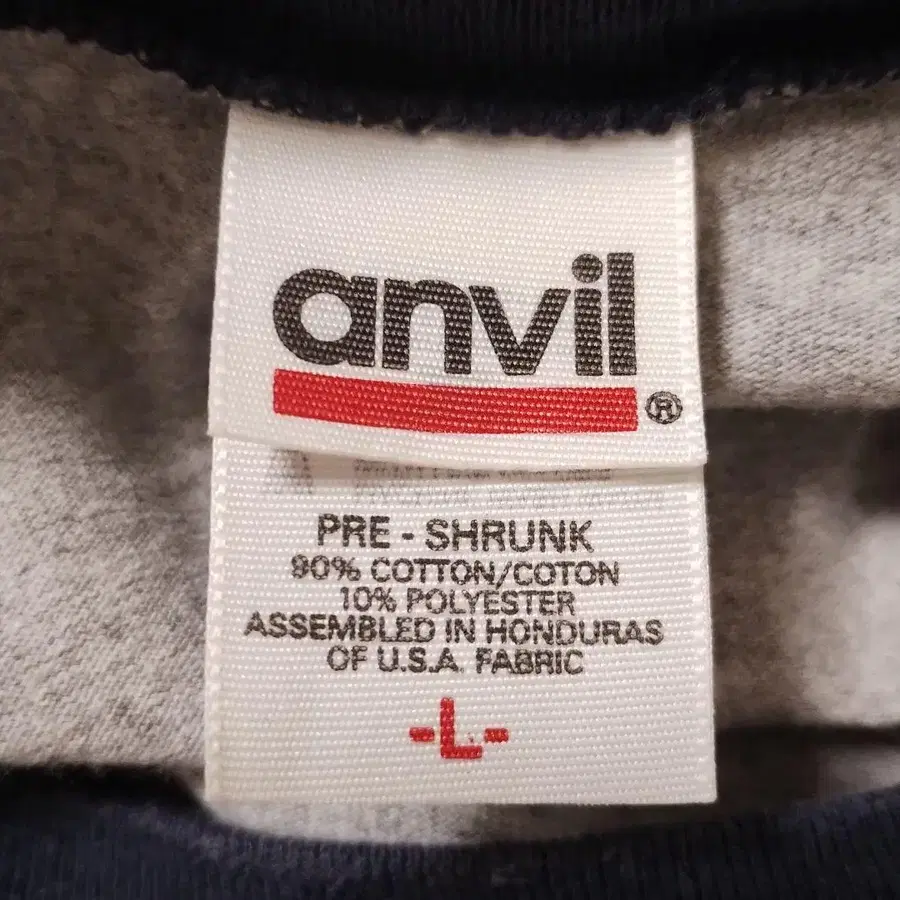 anvil®
PRE - SHRUNK
90% COTTON/COTON
10% POLYESTER
ASSEMBLED IN HONDURAS
OF U.S.A. FABRIC
-L-